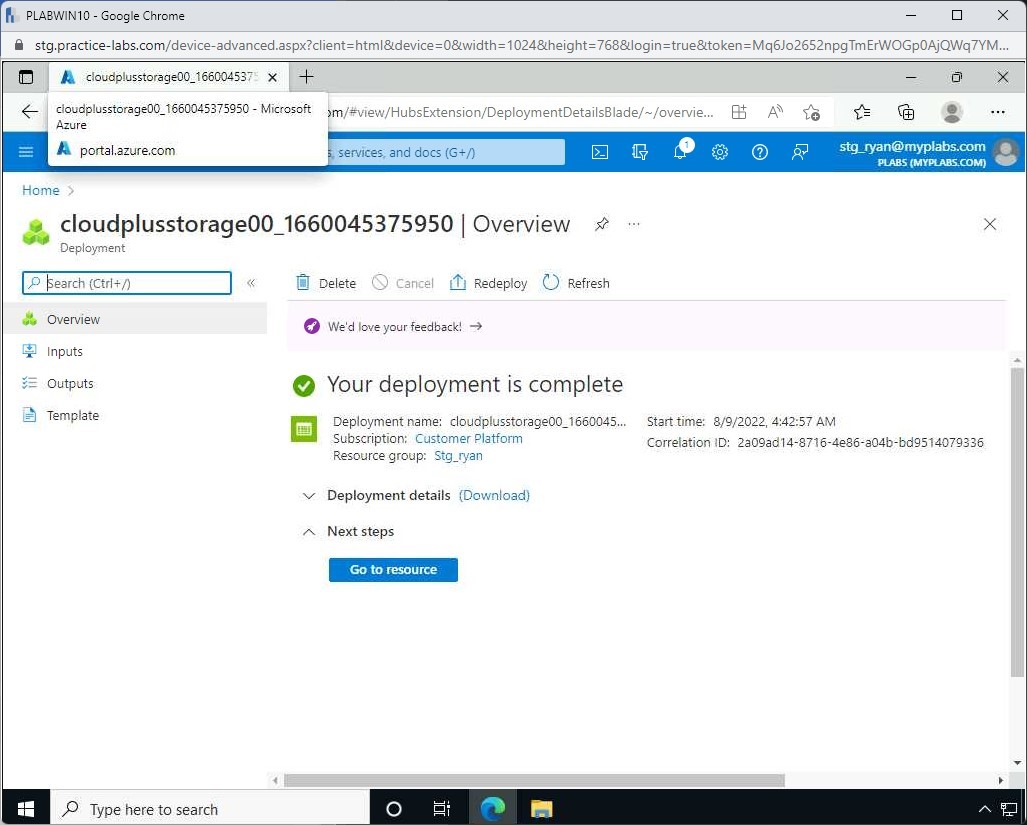 PLABWIN10 - Google Chrome
stg.practice-labs.com/device-advanced.aspx?client=html&device=0&width=1024&height=768&login=true&token=Mq6Jo2652npgTmErWOGp0AjQWq7YM...
cloudplusstorage00_1660045375
cloudplusstorage00_1660045375950 - Microsoft
Azure
portal.azure.com
om/#view/HubsExtension/DeploymentDetailsBlade/~/overvie...
s, services, and docs (G+/)
1
stg_ryan@myplabs.com
PLABS (MYPLABS.COM)
Home
cloudplusstorage00_1660045375950 | Overview
Deployment
Search (Ctrl+/)
Delete
Cancel
Redeploy
Refresh
Overview
Inputs
Outputs
Template
We'd love your feedback!
Your deployment is complete
Deployment name: cloudplusstorage00_1660045...
Subscription: Customer Platform
Resource group: Stg_ryan
Start time: 8/9/2022, 4:42:57 AM
Correlation ID: 2a09ad14-8716-4e86-a04b-bd9514079336
Deployment details (Download)
Next steps
Go to resource
Type here to search